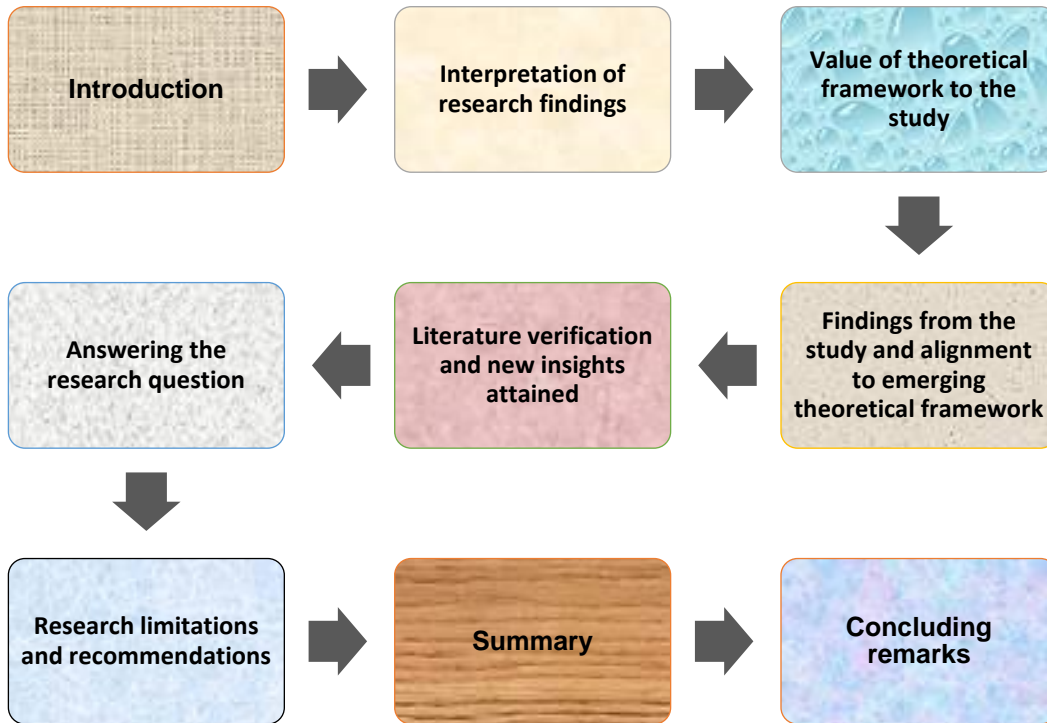 Introduction
Interpretation of
research findings
Value of theoretical
framework to the
study
Findings from the
study and alignment
to emerging
theoretical framework
Literature verification
and new insights
attained
Answering the
research question
Research limitations
and recommendations
Summary
Concluding
remarks